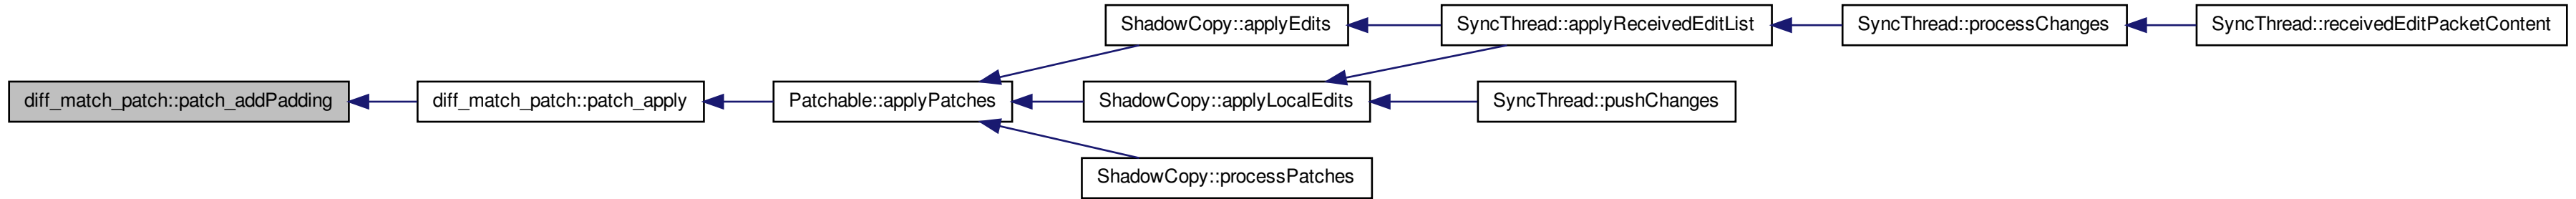 ShadowCopy::applyEdits
SyncThread::applyReceivedEditList
SyncThread::processChanges
SyncThread::receivedEditPacketContent
diff_match_patch::patch_addPadding
diff_match_patch::patch_apply
Patchable::applyPatches
ShadowCopy::applyLocalEdits
SyncThread::pushChanges
ShadowCopy::processPatches